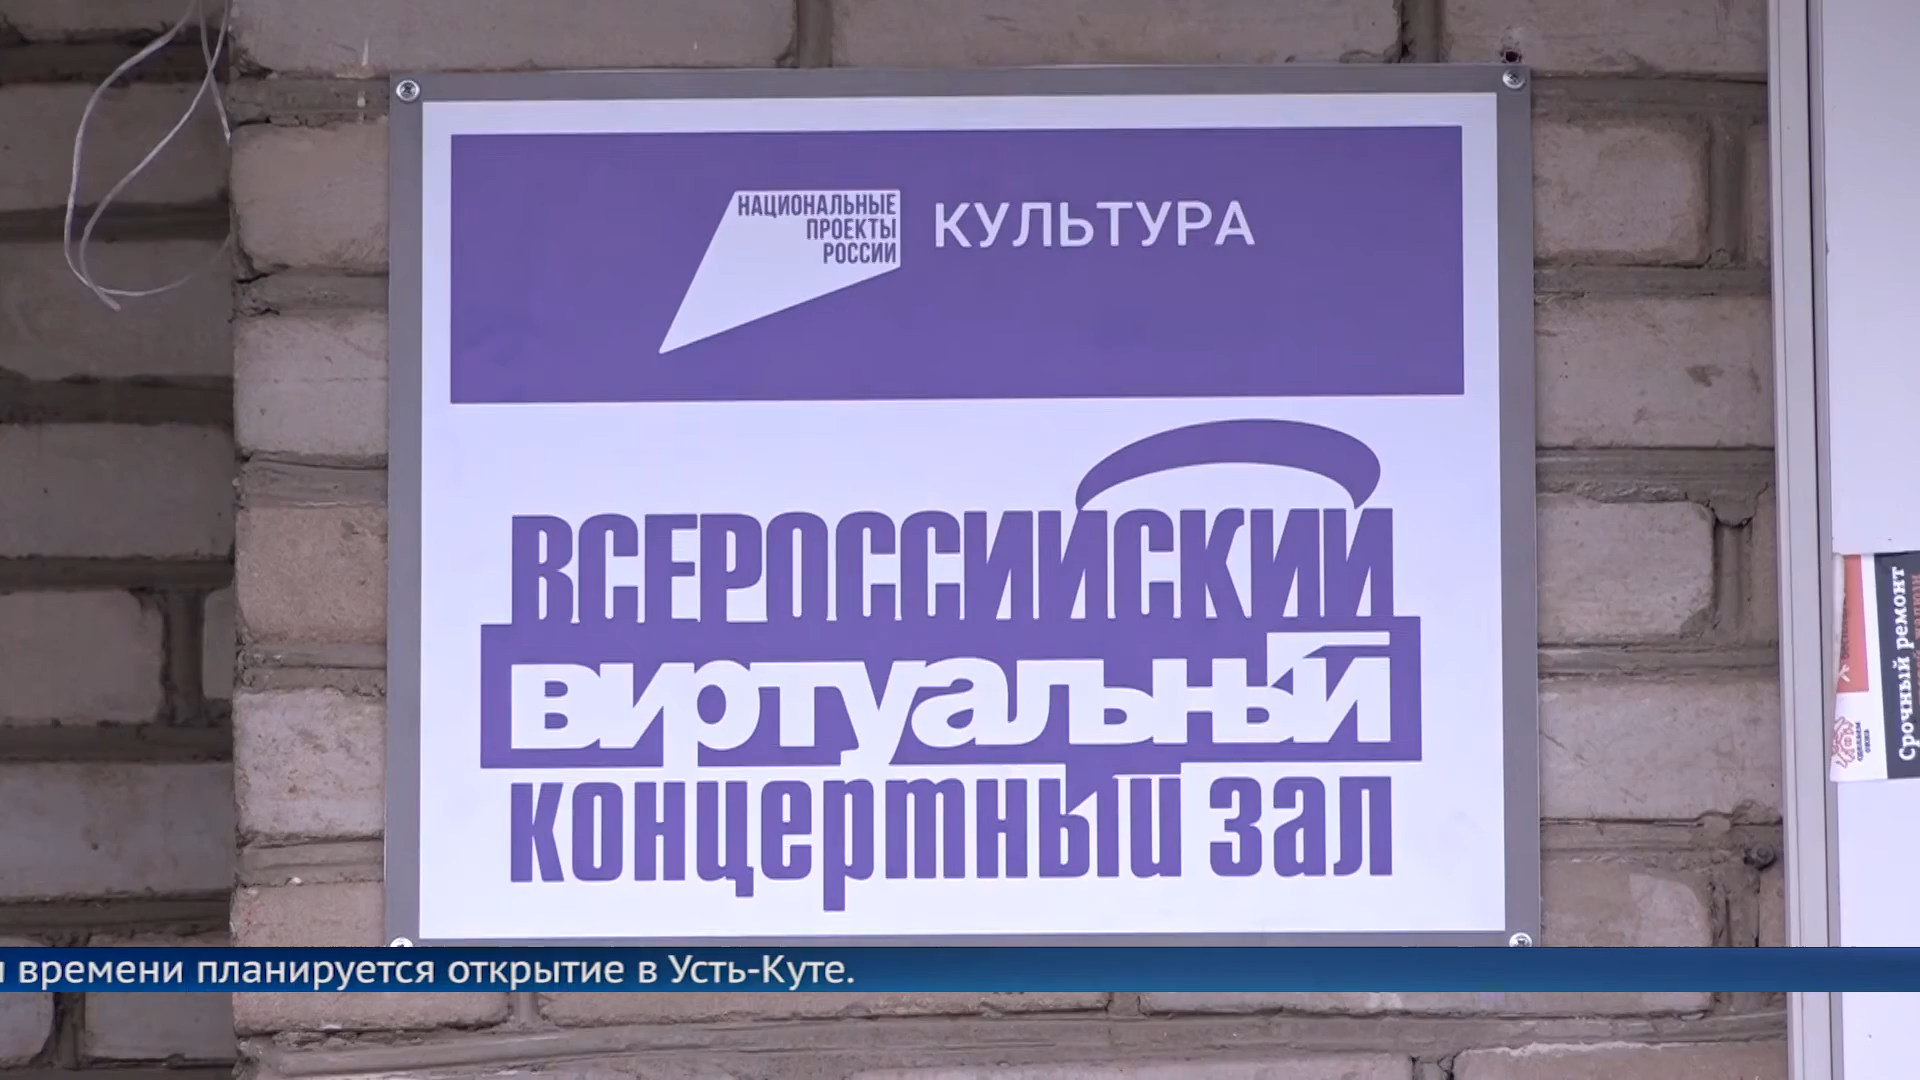 НАЦИОНАЛЬНЫЕ
ПРОЕКТЫ
РОССИИ
КУЛЬТУРА
ВСЕРОССИЙСКИЙ
ВИРТУАЛЬНЫЙ
КОНЦЕРТНЫЙ ЗАЛ
Срочный ремонт
времени планируется открытие в Усть-Куте.